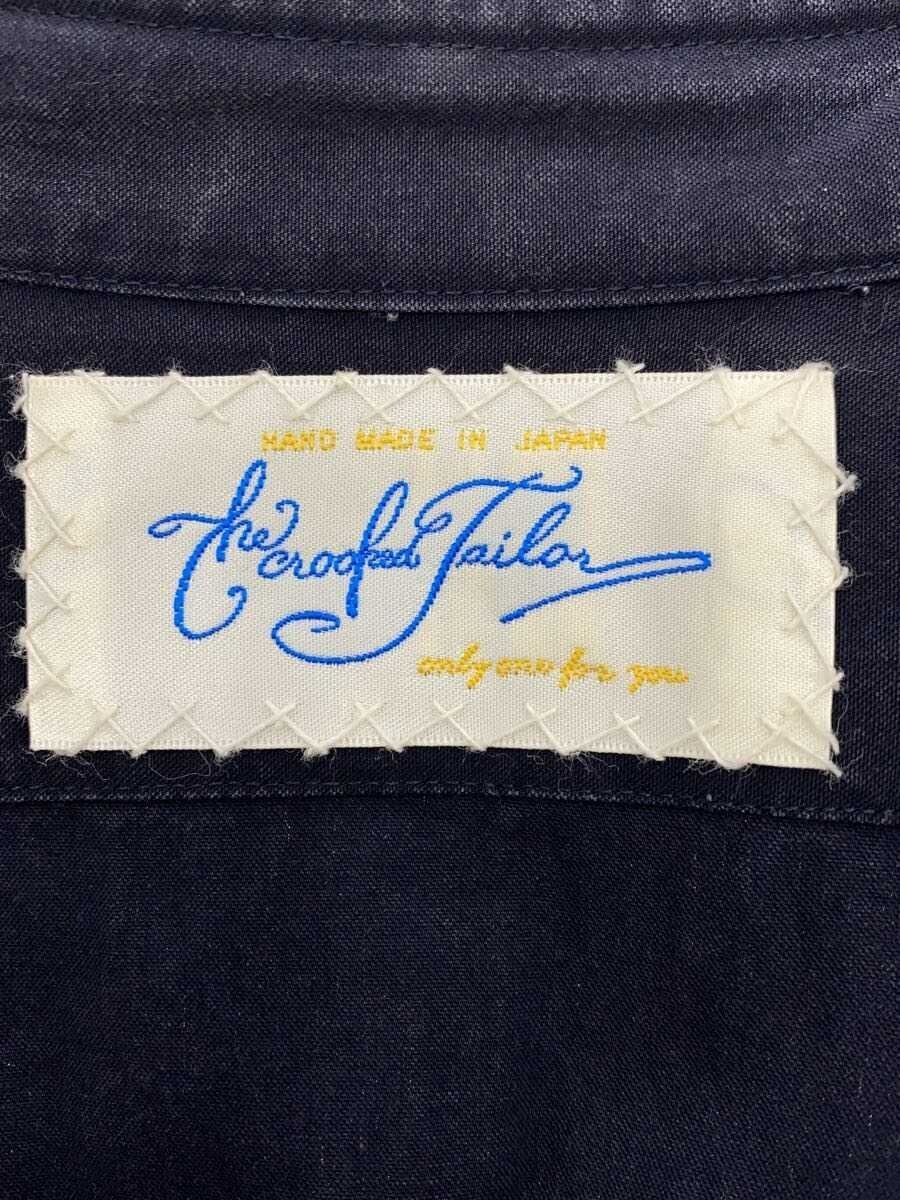 HAND MADE IN JAPAN
The crooked Tailor
only one for you